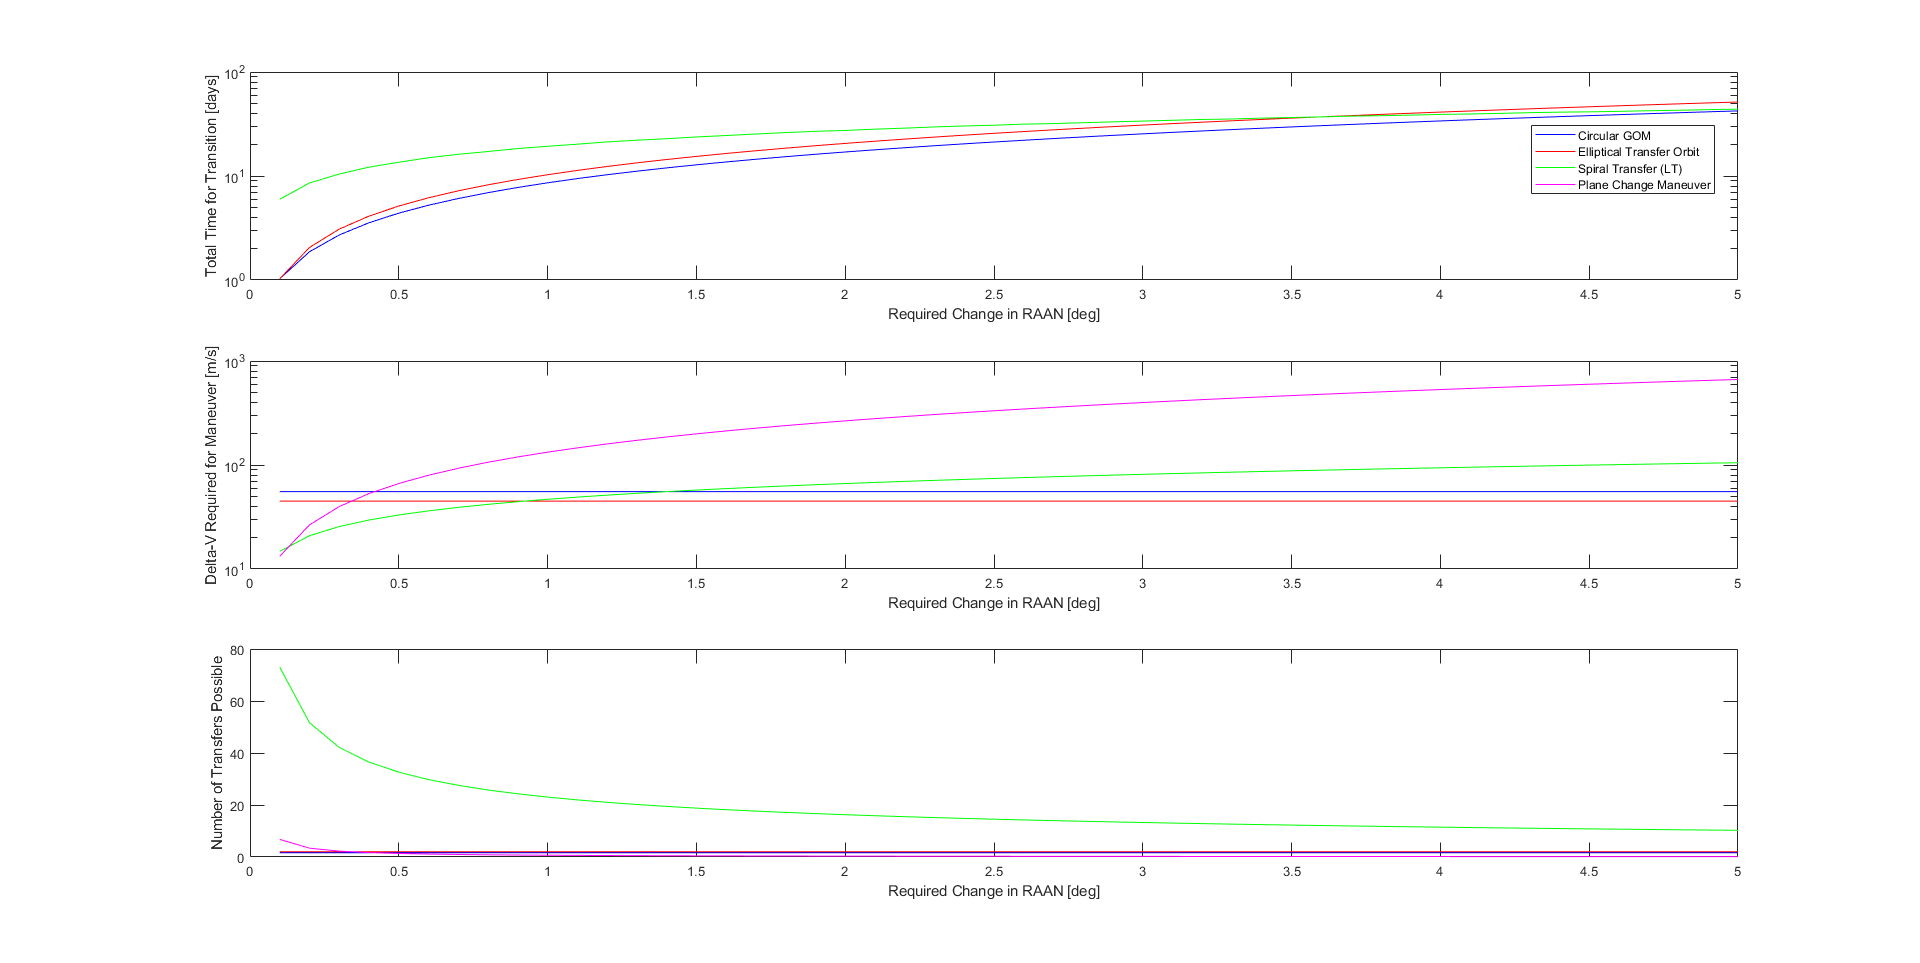 Total Time for Transition [days]
10^2
10^1
10^0
0 0.5 1 1.5 2 2.5 3 3.5 4 4.5 5
Required Change in RAAN [deg]
Circular GOM
Elliptical Transfer Orbit
Spiral Transfer (LT)
Plane Change Maneuver
Delta-V Required for Maneuver [m/s]
10^3
10^2
10^1
0 0.5 1 1.5 2 2.5 3 3.5 4 4.5 5
Required Change in RAAN [deg]
Number of Transfers Possible
80
60
40
20
0
0 0.5 1 1.5 2 2.5 3 3.5 4 4.5 5
Required Change in RAAN [deg]